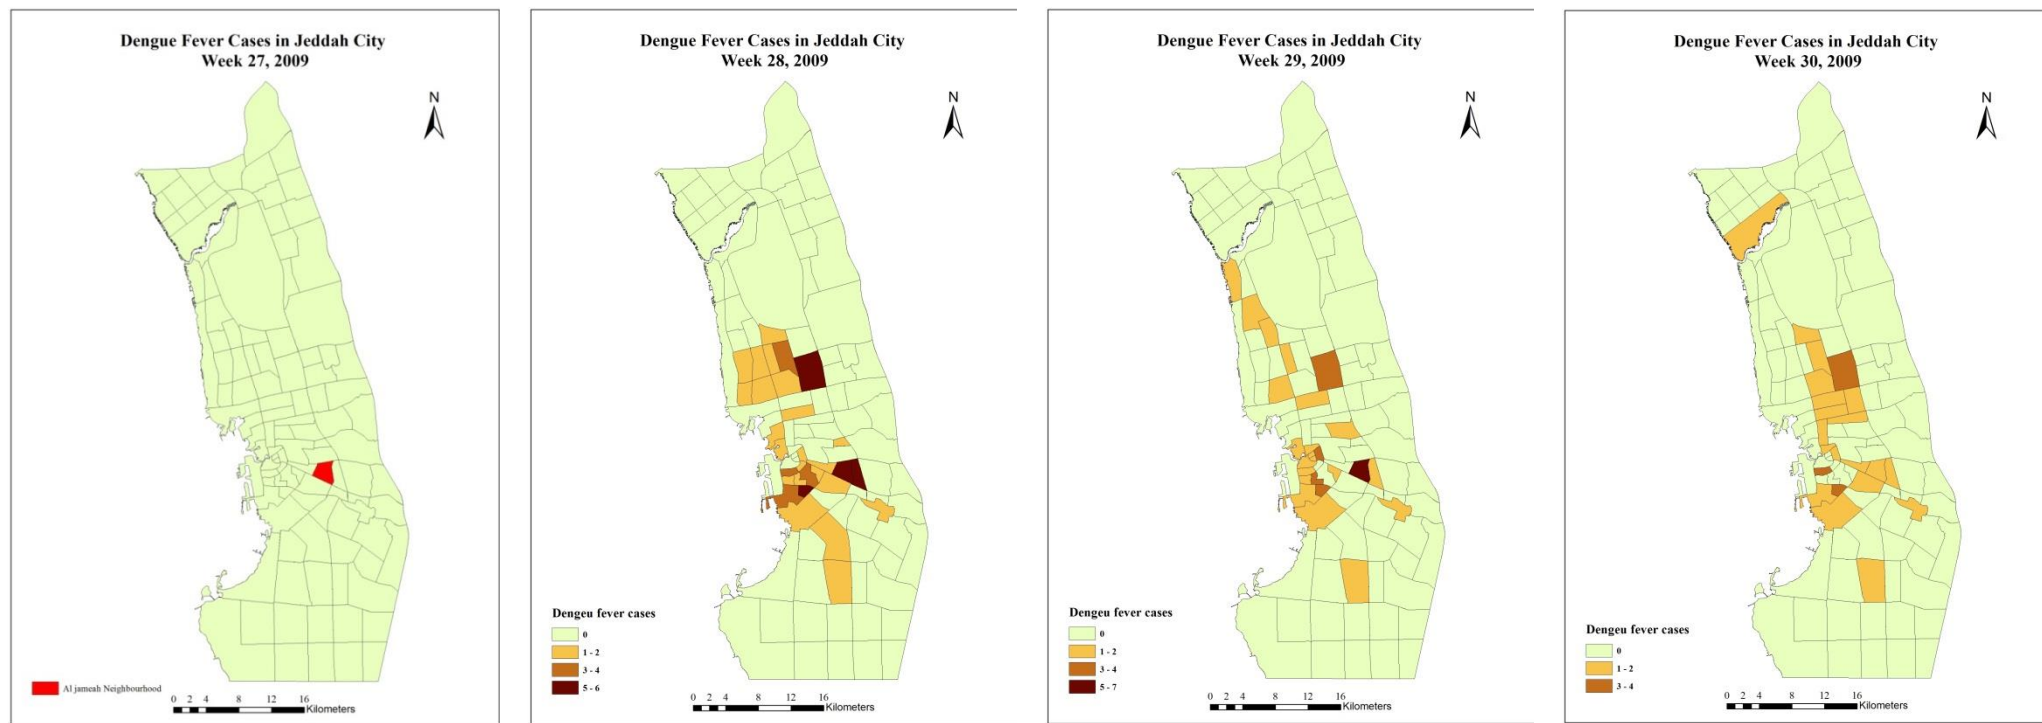 Dengue Fever Cases in Jeddah City
Week 27, 2009
N
Al jameah Neighbourhood
0 2 4 8 12 16
Kilometers
Dengue Fever Cases in Jeddah City
Week 28, 2009
N
Dengeu fever cases
0
1 - 2
3 - 4
5 - 6
0 2 4 8 12 16
Kilometers
Dengue Fever Cases in Jeddah City
Week 29, 2009
N
Dengeu fever cases
0
1 - 2
3 - 4
5 - 7
0 2 4 8 12 16
Kilometers
Dengue Fever Cases in Jeddah City
Week 30, 2009
N
Dengeu fever cases
0
1 - 2
3 - 4
0 2 4 8 12 16
Kilometers